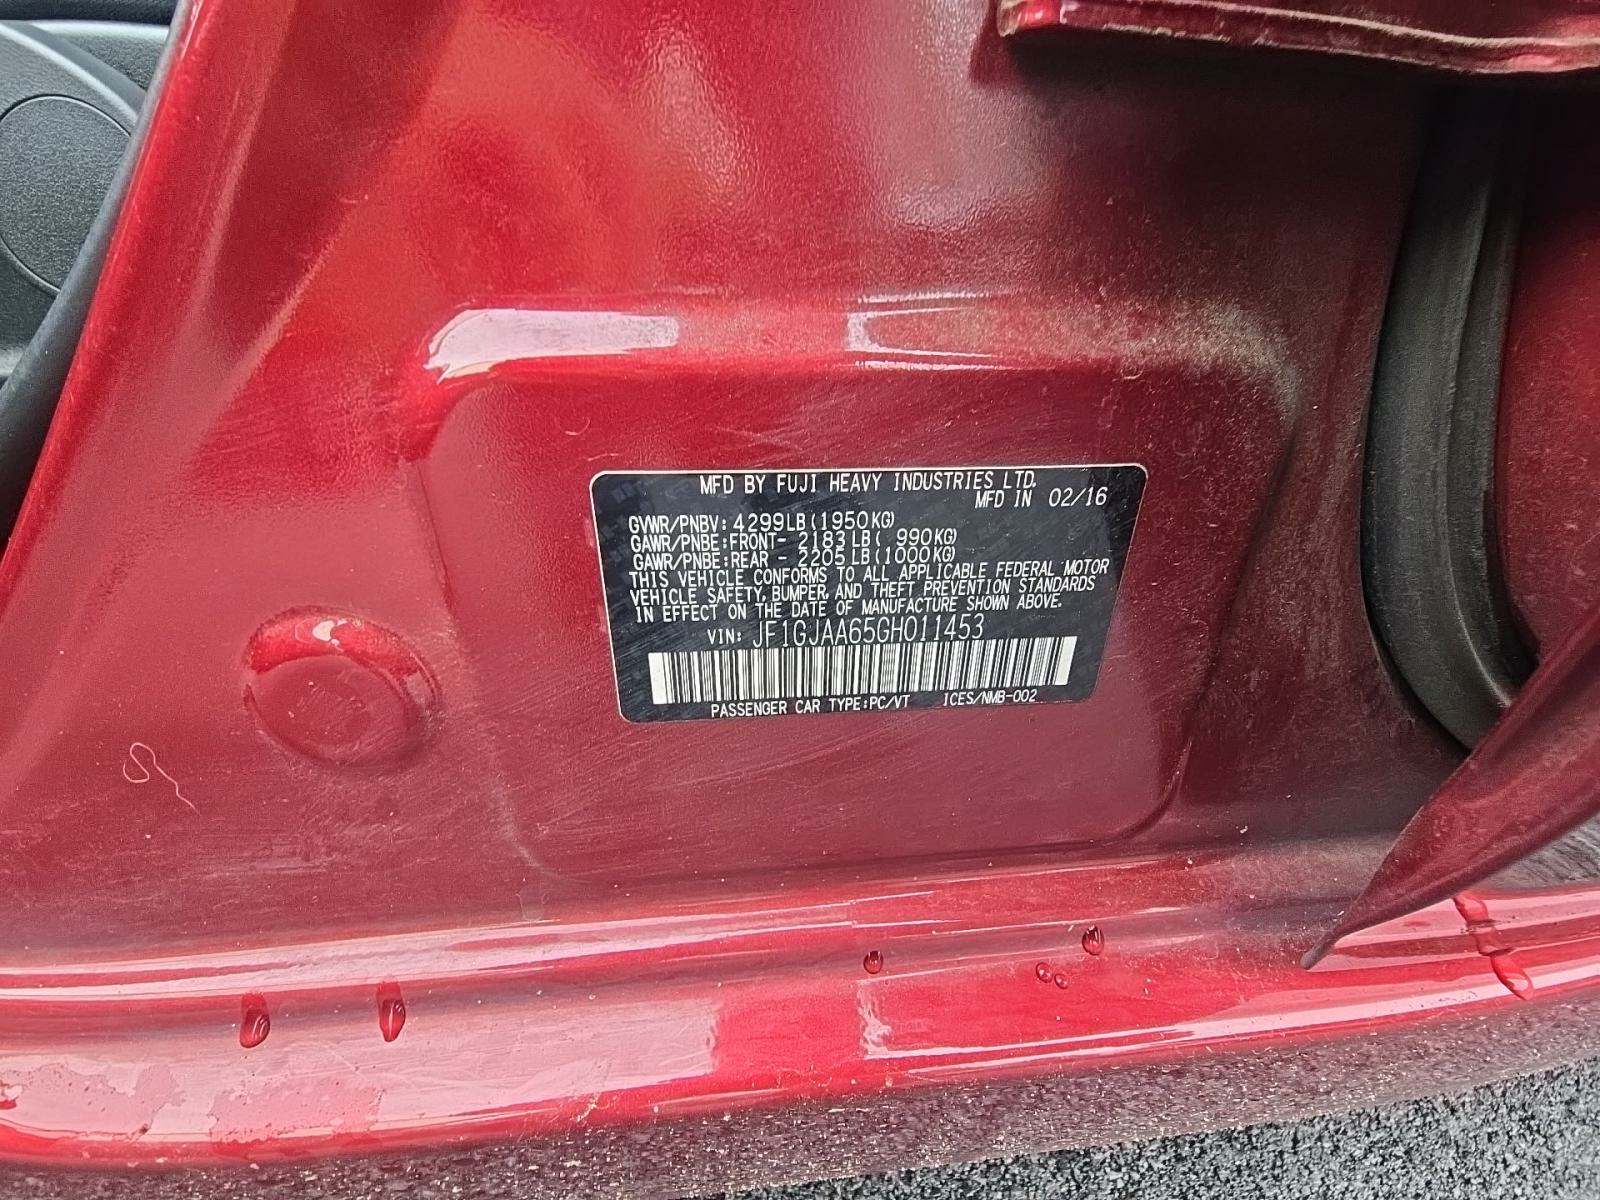 MFD BY FUJI HEAVY INDUSTRIES LTD.
MFD IN 02/16
GVWR/PNBV: 4299LB(1950KG)
GAWR/PNBE:FRONT- 2183LB( 990KG)
GAWR/PNBE:REAR - 2205LB(1000KG)
THIS VEHICLE CONFORMS TO ALL APPLICABLE FEDERAL MOTOR
VEHICLE SAFETY, BUMPER, AND THEFT PREVENTION STANDARDS
IN EFFECT ON THE DATE OF MANUFACTURE SHOWN ABOVE.
VIN: JF1GJAA65GH011453
PASSENGER CAR TYPE:PC/VT ICES/NMB-002